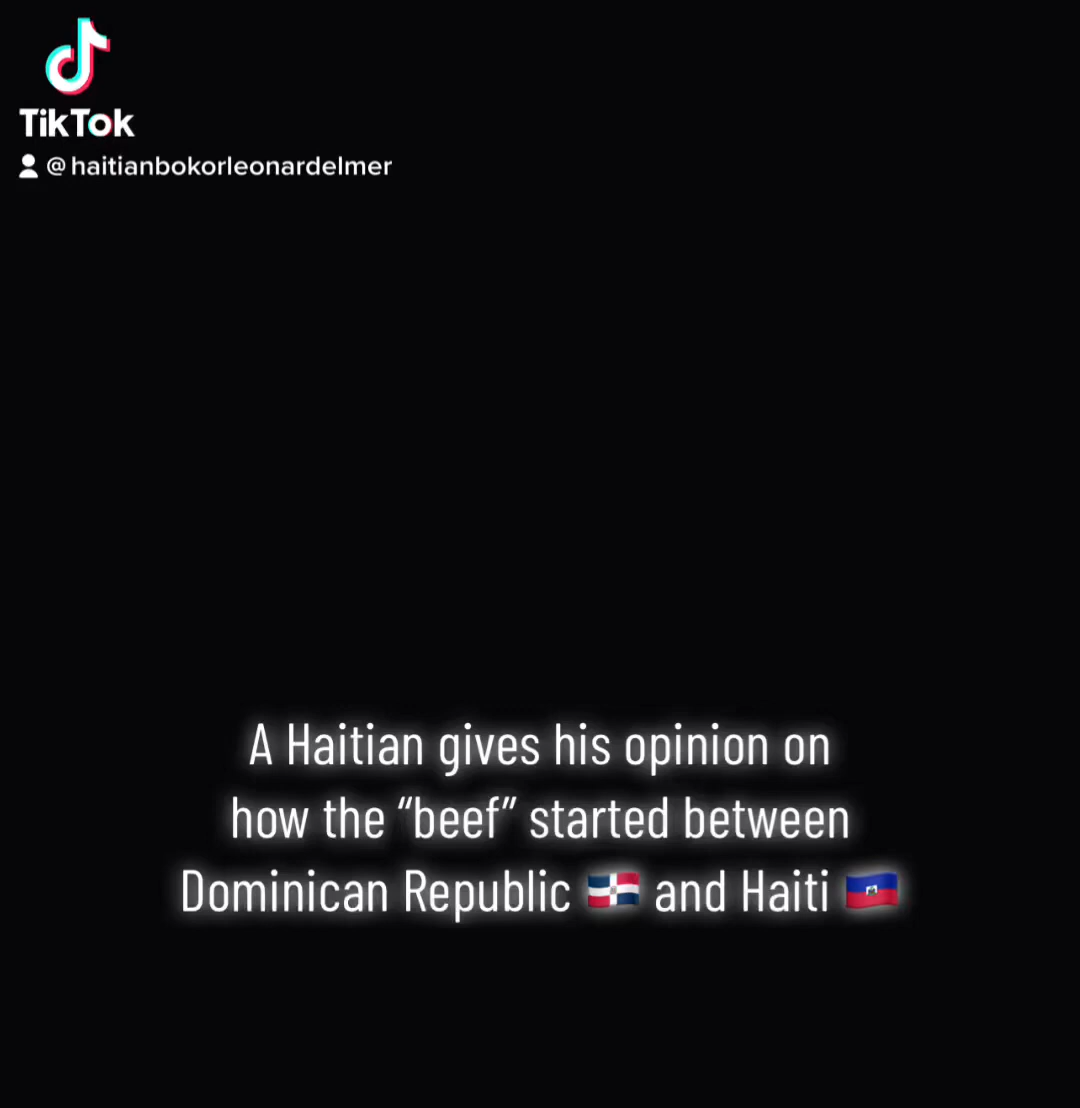 TikTok
@haitianbokorleonardelmer
A Haitian gives his opinion on
how the “beef” started between
Dominican Republic 🇩🇴 and Haiti 🇭🇹